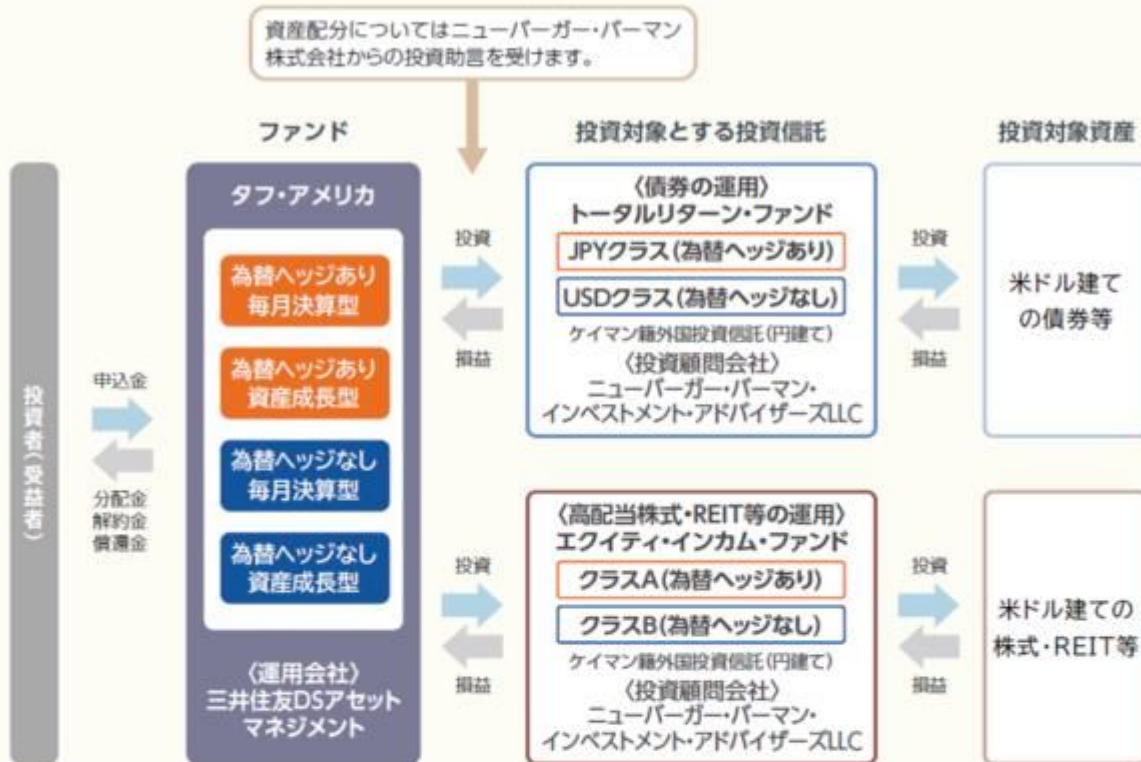 資産配分についてはニューバーガー・バーマン
株式会社からの投資助言を受けます。
ファンド
投資対象とする投資信託
投資対象資産
投資者(受益者)
申込金
分配金
解約金
償還金
タフ・アメリカ
為替ヘッジあり
毎月決算型
為替ヘッジあり
資産成長型
為替ヘッジなし
毎月決算型
為替ヘッジなし
資産成長型
〈運用会社〉
三井住友DSアセット
マネジメント
投資
損益
〈債券の運用〉
トータルリターン・ファンド
JPYクラス(為替ヘッジあり)
USDクラス(為替ヘッジなし)
ケイマン籍外国投資信託(円建て)
〈投資顧問会社〉
ニューバーガー・バーマン・
インベストメント・アドバイザーズLLC
投資
損益
米ドル建て
の債券等
投資
損益
〈高配当株式・REIT等の運用〉
エクイティ・インカム・ファンド
クラスA(為替ヘッジあり)
クラスB(為替ヘッジなし)
ケイマン籍外国投資信託(円建て)
〈投資顧問会社〉
ニューバーガー・バーマン・
インベストメント・アドバイザーズLLC
投資
損益
米ドル建ての
株式・REIT等